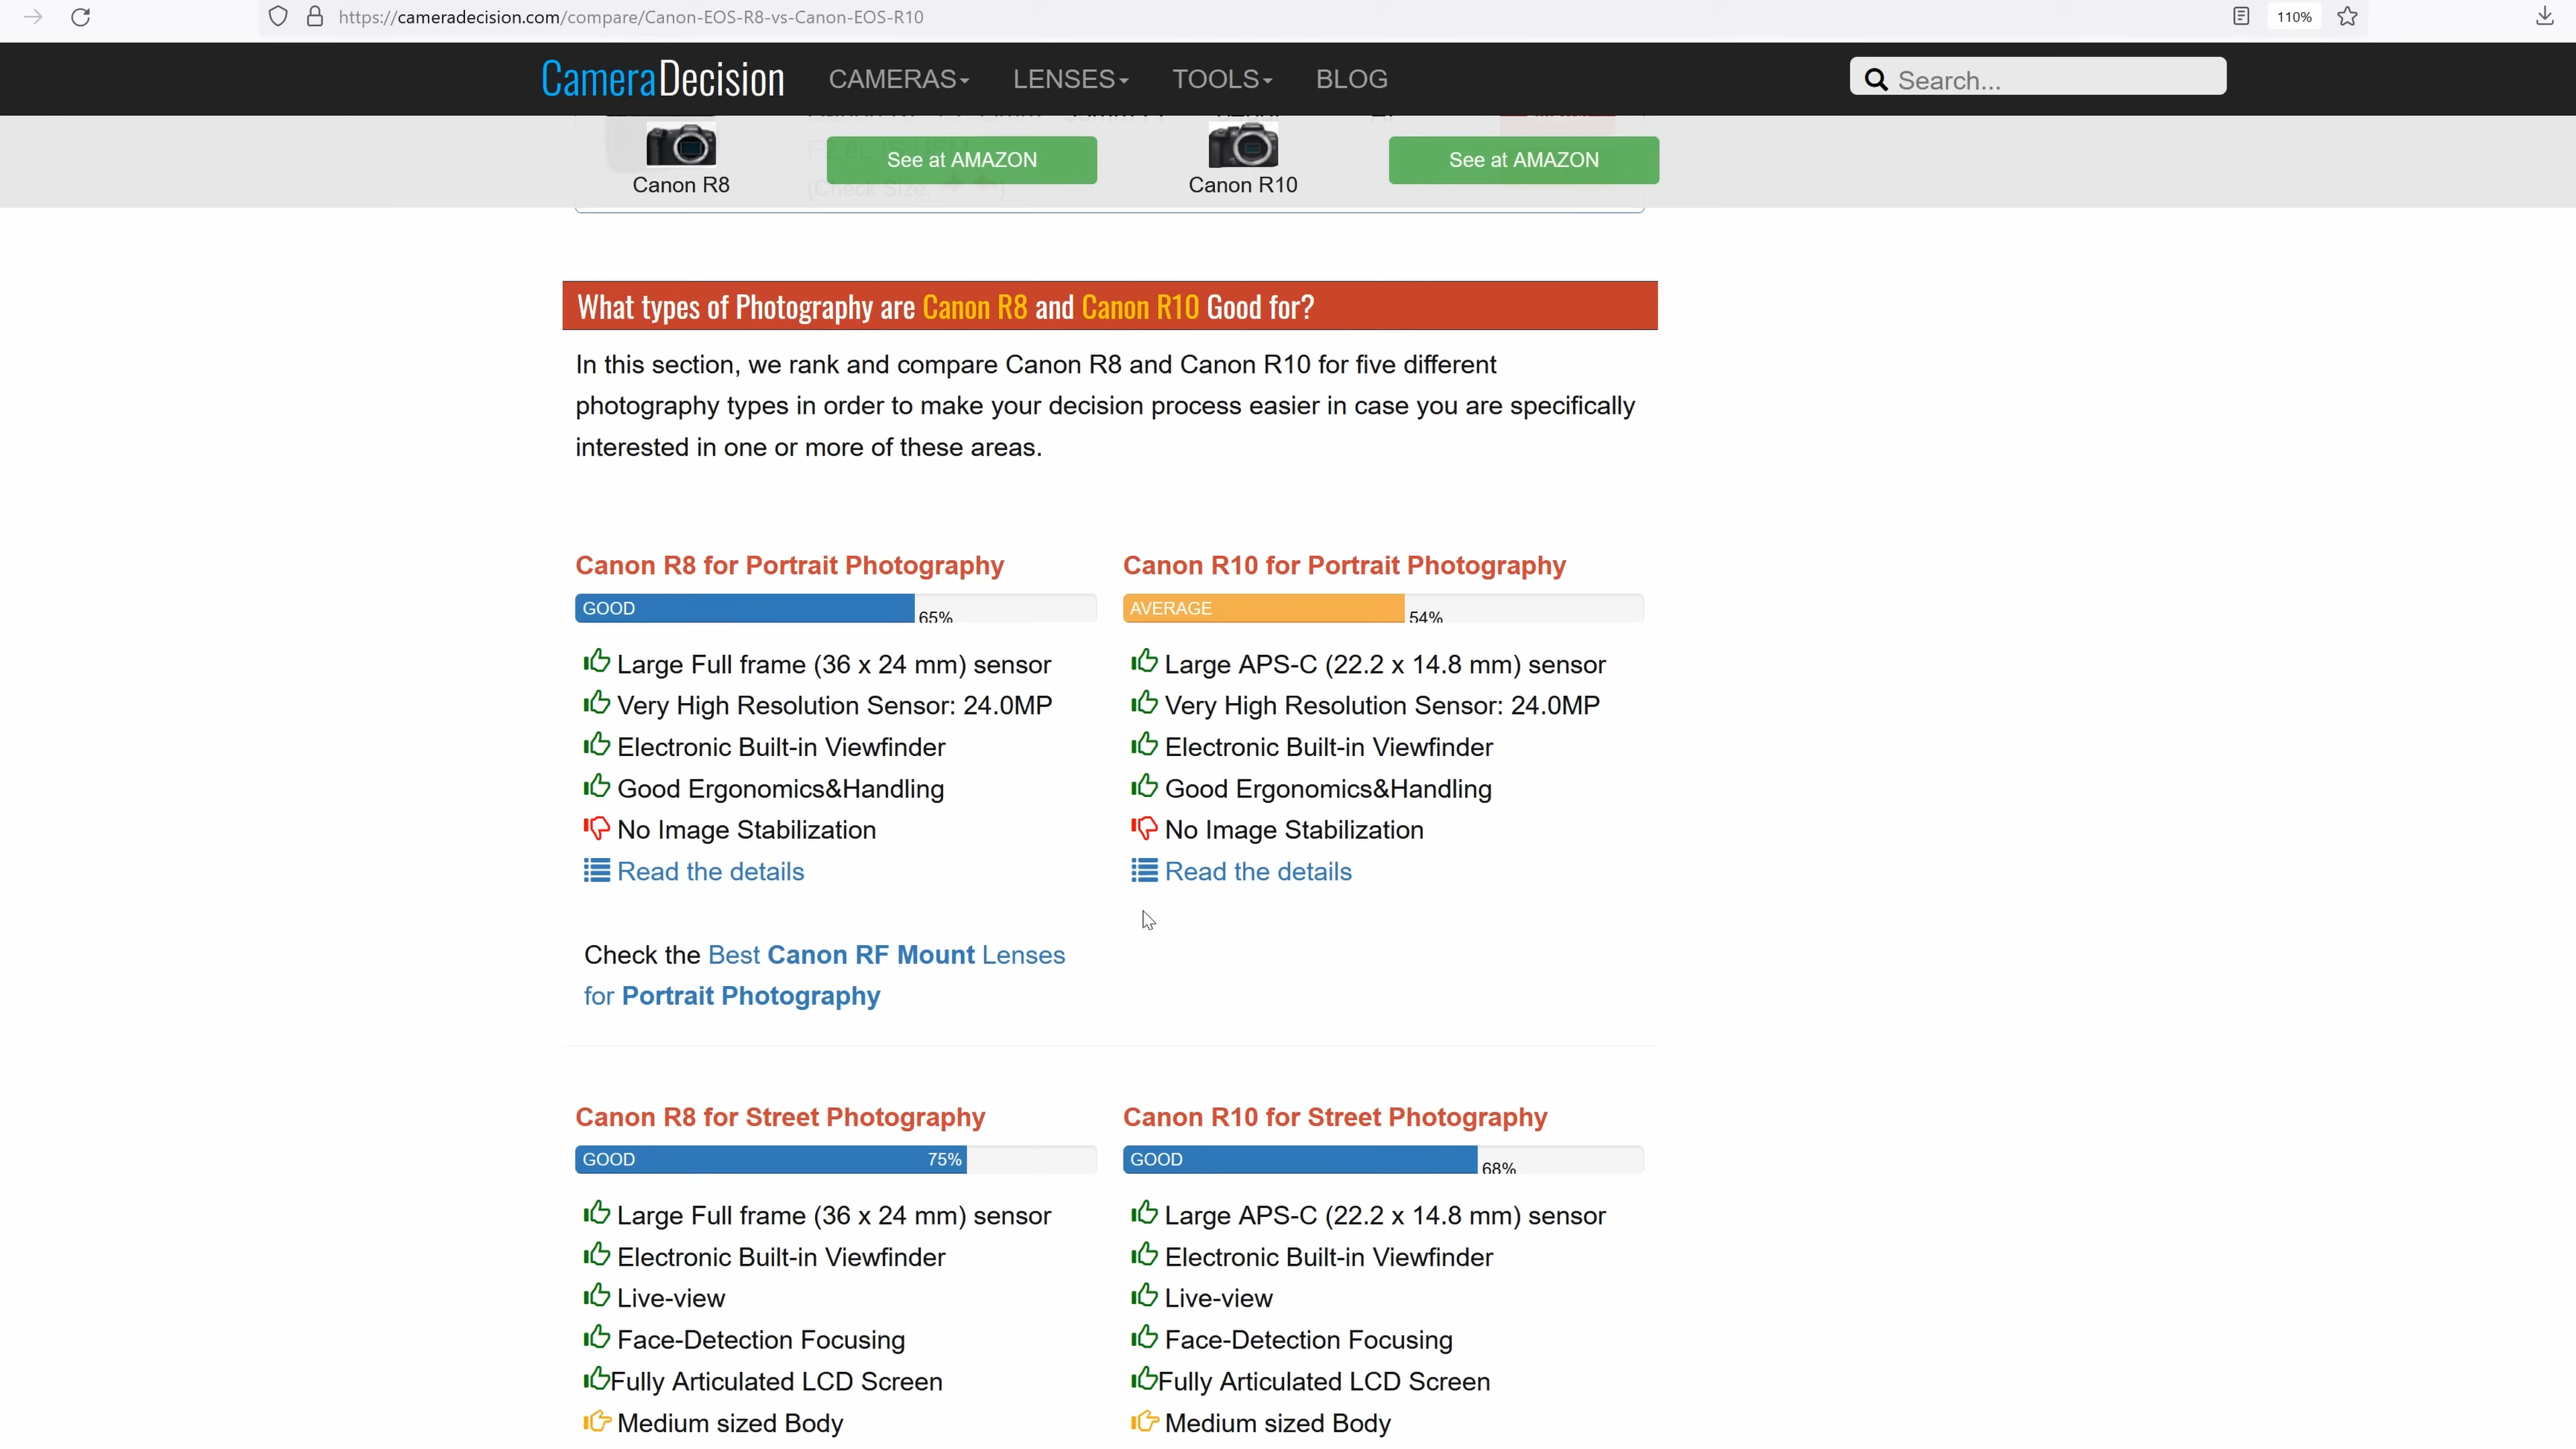 https://cameradecision.com/compare/Canon-EOS-R8-vs-Canon-EOS-R10
110%
CameraDecision CAMERAS LENSES TOOLS BLOG Search...
See at AMAZON See at AMAZON
Canon R8 Canon R10
What types of Photography are Canon R8 and Canon R10 Good for?
In this section, we rank and compare Canon R8 and Canon R10 for five different
photography types in order to make your decision process easier in case you are specifically
interested in one or more of these areas.
Canon R8 for Portrait Photography
GOOD 65%
Large Full frame (36 x 24 mm) sensor
Very High Resolution Sensor: 24.0MP
Electronic Built-in Viewfinder
Good Ergonomics&Handling
No Image Stabilization
Read the details
Check the Best Canon RF Mount Lenses
for Portrait Photography
Canon R10 for Portrait Photography
AVERAGE 54%
Large APS-C (22.2 x 14.8 mm) sensor
Very High Resolution Sensor: 24.0MP
Electronic Built-in Viewfinder
Good Ergonomics&Handling
No Image Stabilization
Read the details
Canon R8 for Street Photography
GOOD 75%
Large Full frame (36 x 24 mm) sensor
Electronic Built-in Viewfinder
Live-view
Face-Detection Focusing
Fully Articulated LCD Screen
Medium sized Body
Canon R10 for Street Photography
GOOD 68%
Large APS-C (22.2 x 14.8 mm) sensor
Electronic Built-in Viewfinder
Live-view
Face-Detection Focusing
Fully Articulated LCD Screen
Medium sized Body